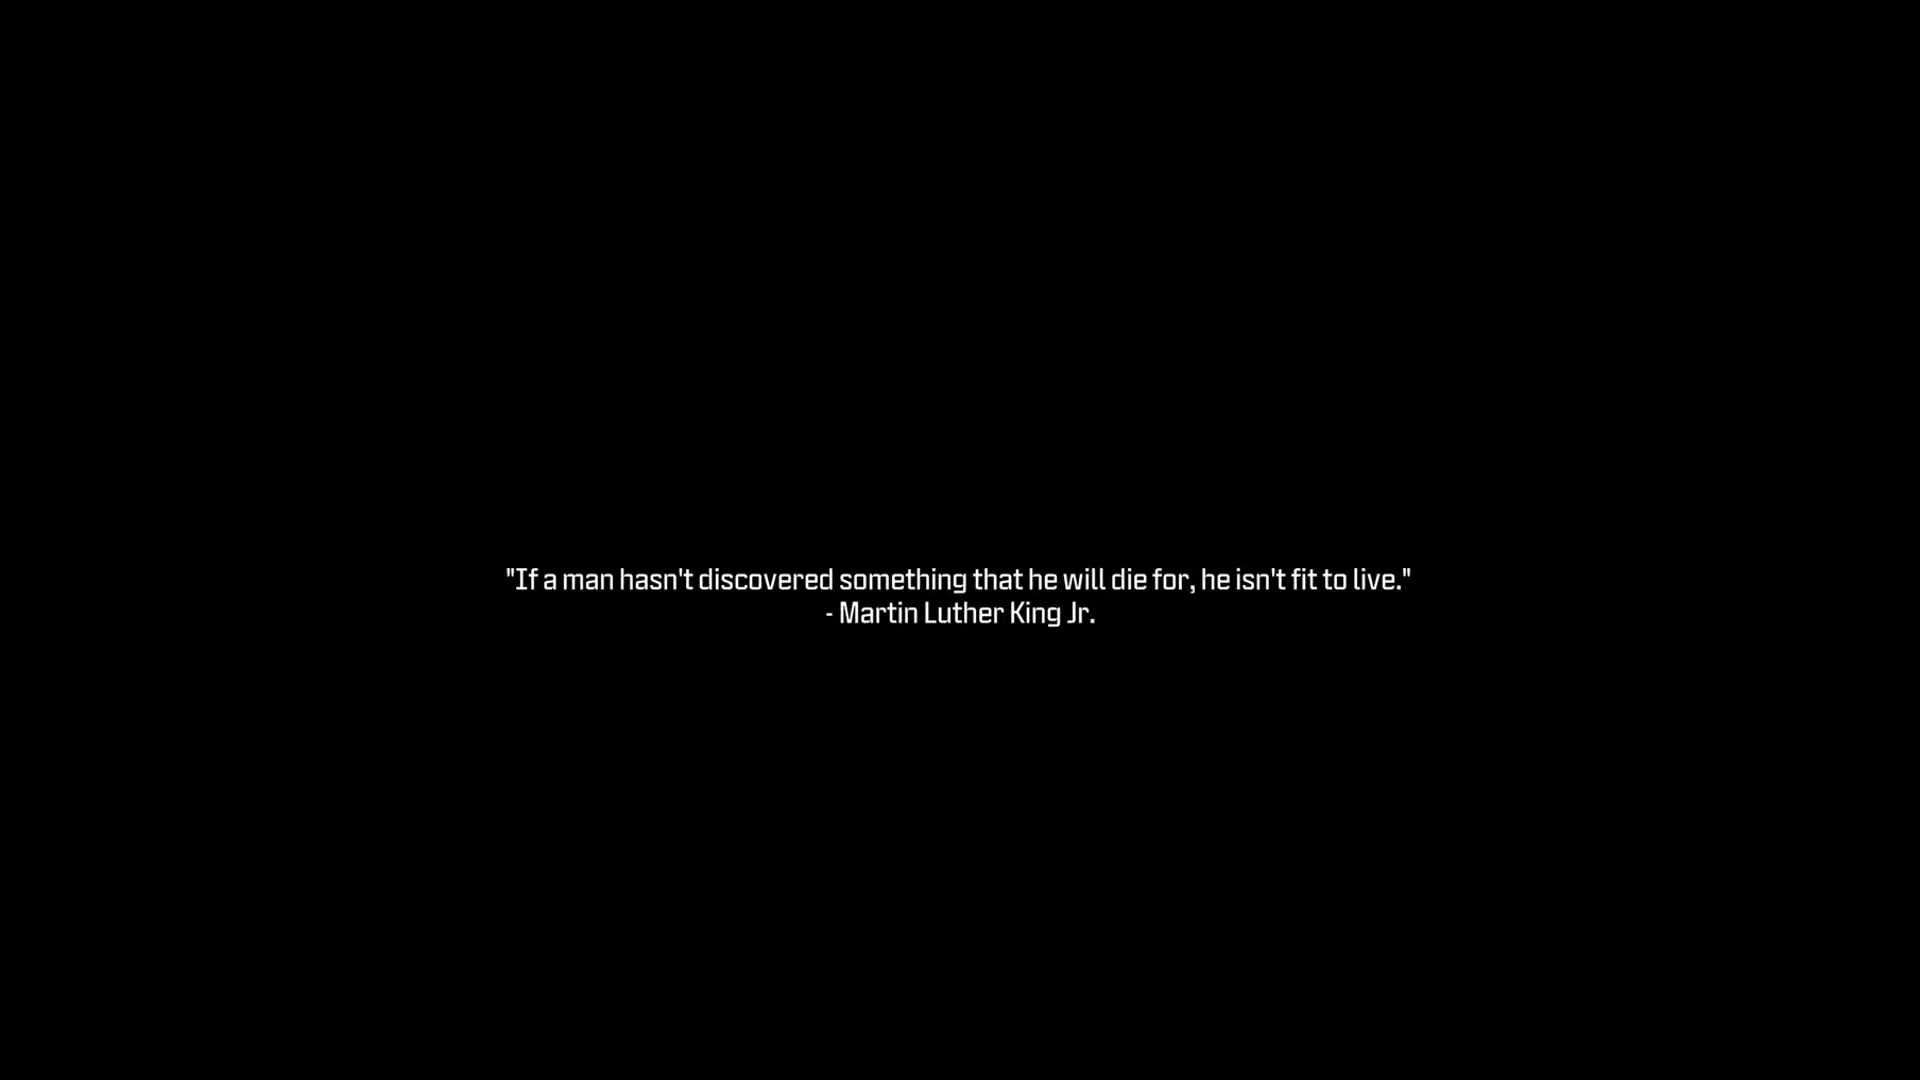 "If a man hasn't discovered something that he will die for, he isn't fit to live."
- Martin Luther King Jr.